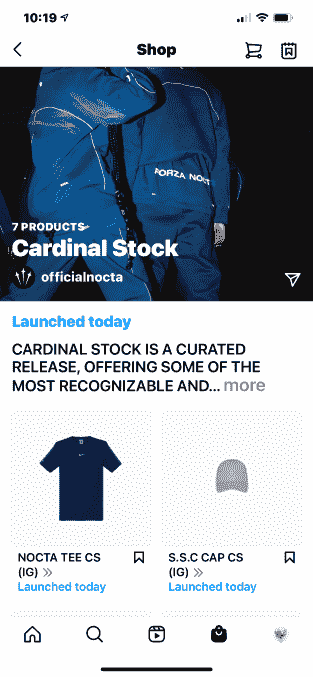 10:19
Shop
FORZA NOCT
7 PRODUCTS
Cardinal Stock
officialnocta
Launched today
CARDINAL STOCK IS A CURATED
RELEASE, OFFERING SOME OF THE
MOST RECOGNIZABLE AND... more
NOCTA TEE CS
(IG)
Launched today
S.S.C CAP CS
(IG)
Launched today